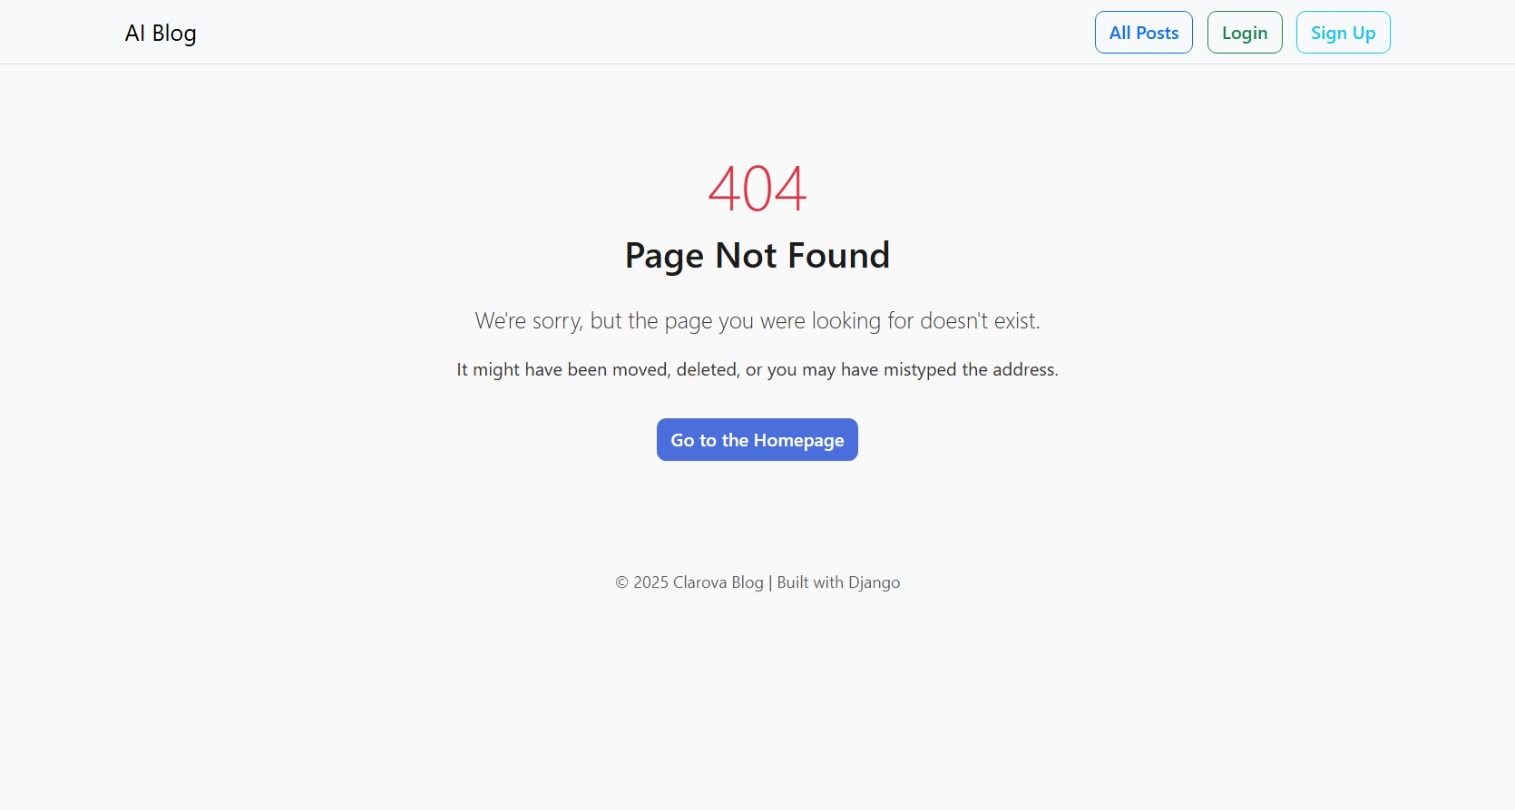 AI Blog
All Posts
Login
Sign Up
404
Page Not Found
We're sorry, but the page you were looking for doesn't exist.
It might have been moved, deleted, or you may have mistyped the address.
Go to the Homepage
© 2025 Clarova Blog | Built with Django